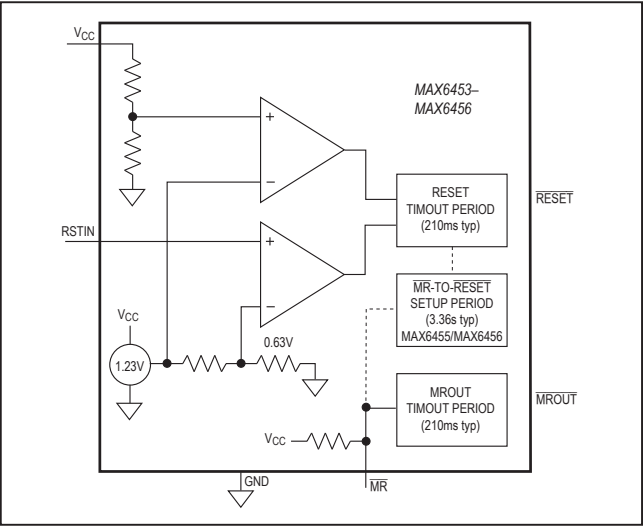 VCC
MAX6453–
MAX6456
+
−
RESET
TIMOUT PERIOD
(210ms typ)
RESET
RSTIN
+
−
MR-TO-RESET
SETUP PERIOD
(3.36s typ)
MAX6455/MAX6456
VCC
0.63V
1.23V
MROUT
TIMOUT PERIOD
(210ms typ)
MROUT
VCC
GND
MR